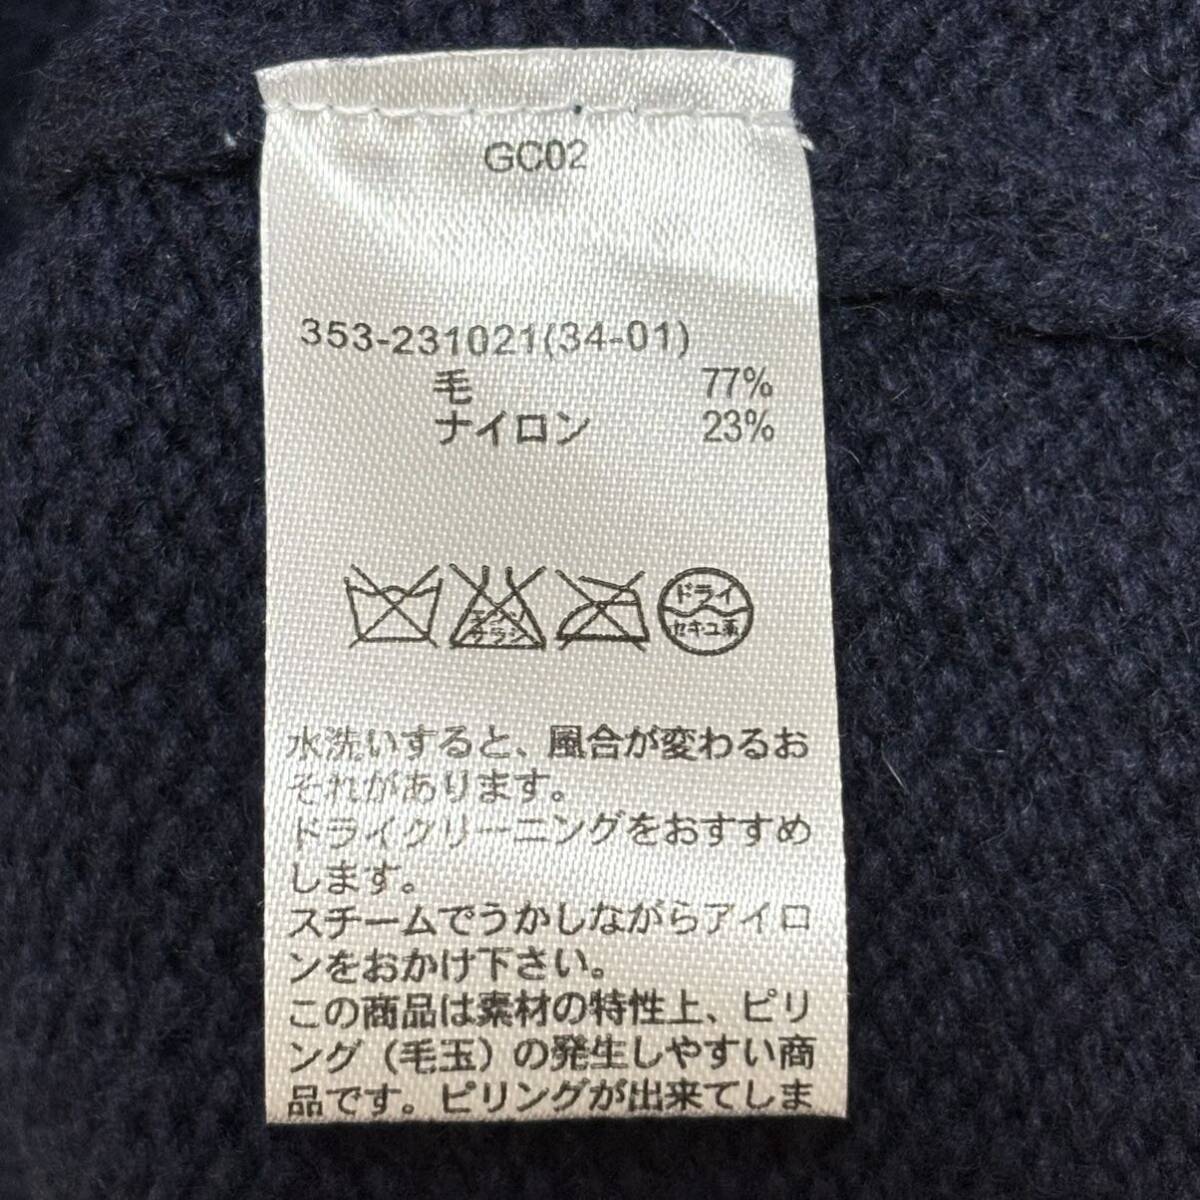 GC02
353-231021(34-01)
毛 77%
ナイロン 23%
エンソ
サラシ
ドライ
セキユ系
水洗いすると、風合が変わるお
それがあります。
ドライクリーニングをおすすめ
します。
スチームでうかしながらアイロ
ンをおかけ下さい。
この商品は素材の特性上、ピリ
ング（毛玉）の発生しやすい商
品です。ピリングが出来てしま